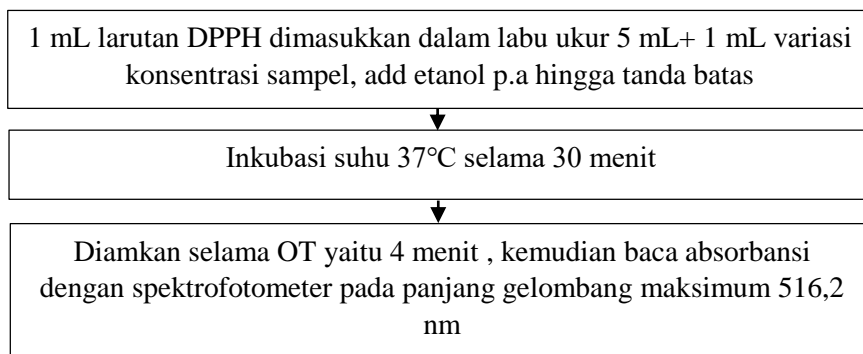 1 mL larutan DPPH dimasukkan dalam labu ukur 5 mL+ 1 mL variasi
konsentrasi sampel, add etanol p.a hingga tanda batas
Inkubasi suhu 37°C selama 30 menit
Diamkan selama OT yaitu 4 menit , kemudian baca absorbansi
dengan spektrofotometer pada panjang gelombang maksimum 516,2
nm